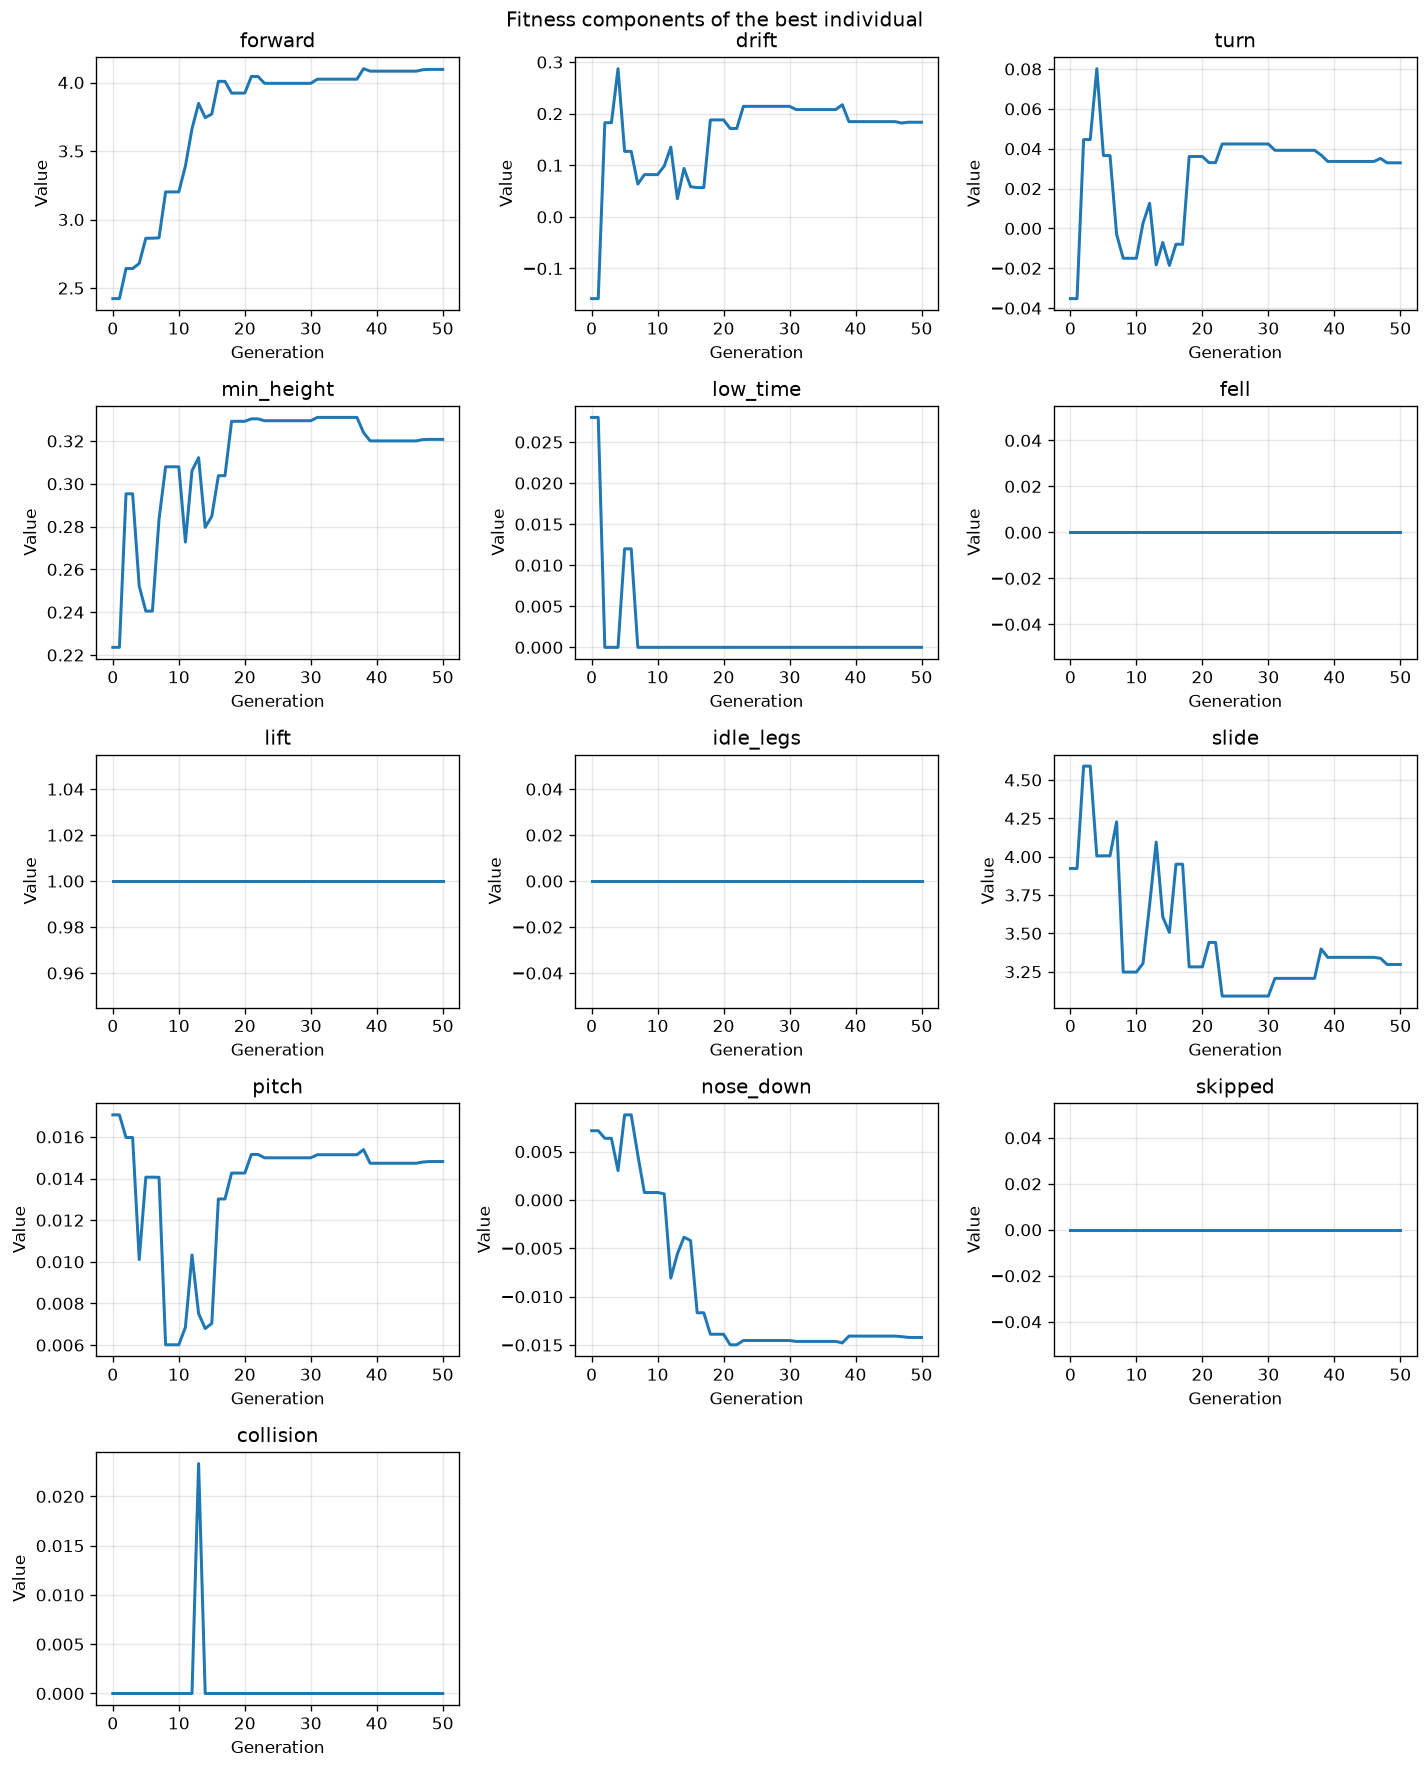 Fitness components of the best individual
forward
drift
turn
4.0
3.5
3.0
2.5
Value
0 10 20 30 40 50
Generation
0.3
0.2
0.1
0.0
−0.1
Value
0 10 20 30 40 50
Generation
0.08
0.06
0.04
0.02
0.00
−0.02
−0.04
Value
0 10 20 30 40 50
Generation
min_height
0.32
0.30
0.28
0.26
0.24
0.22
Value
0 10 20 30 40 50
Generation
low_time
0.025
0.020
0.015
0.010
0.005
0.000
Value
0 10 20 30 40 50
Generation
fell
0.04
0.02
0.00
−0.02
−0.04
Value
0 10 20 30 40 50
Generation
lift
1.04
1.02
1.00
0.98
0.96
Value
0 10 20 30 40 50
Generation
idle_legs
0.04
0.02
0.00
−0.02
−0.04
Value
0 10 20 30 40 50
Generation
slide
4.50
4.25
4.00
3.75
3.50
3.25
Value
0 10 20 30 40 50
Generation
pitch
0.016
0.014
0.012
0.010
0.008
0.006
Value
0 10 20 30 40 50
Generation
nose_down
0.005
0.000
−0.005
−0.010
−0.015
Value
0 10 20 30 40 50
Generation
skipped
0.04
0.02
0.00
−0.02
−0.04
Value
0 10 20 30 40 50
Generation
collision
0.020
0.015
0.010
0.005
0.000
Value
0 10 20 30 40 50
Generation